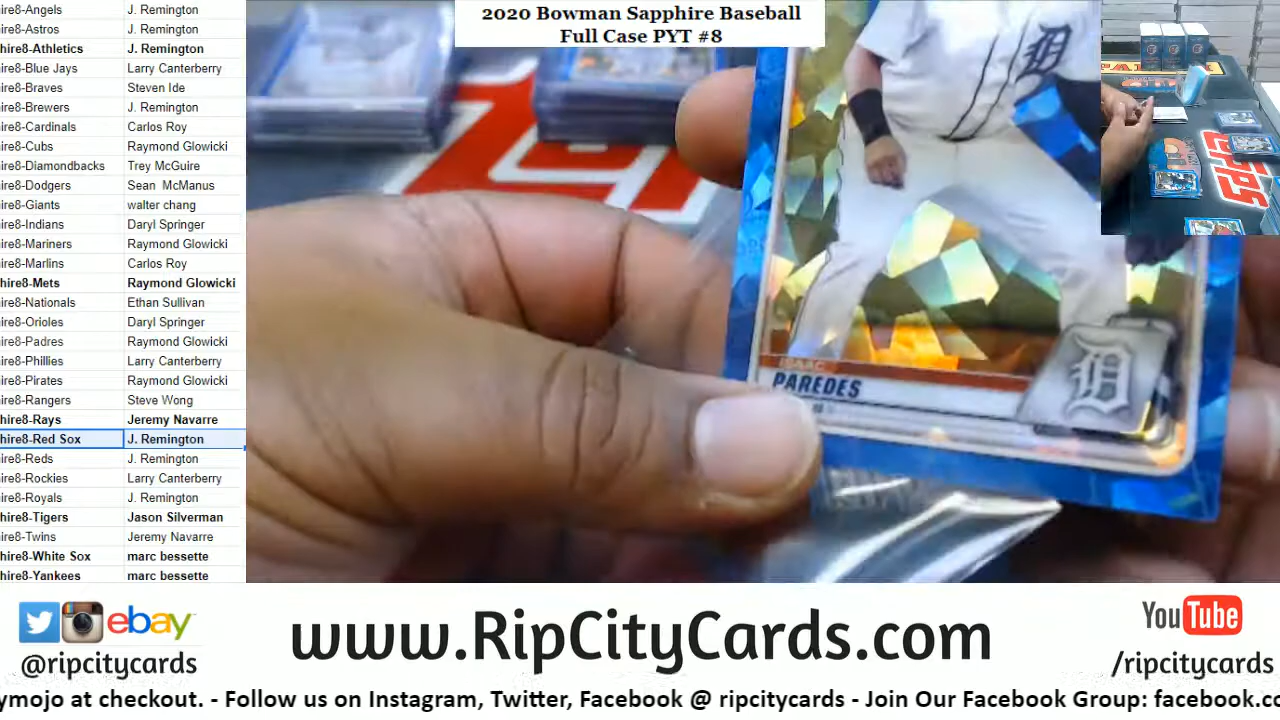 2020 Bowman Sapphire Baseball
Full Case PYT #8
ire8-Angels J. Remington
ire8-Astros J. Remington
hire8-Athletics J. Remington
ire8-Blue Jays Larry Canterberry
ire8-Braves Steven Ide
ire8-Brewers J. Remington
ire8-Cardinals Carlos Roy
ire8-Cubs Raymond Glowicki
ire8-Diamondbacks Trey McGuire
ire8-Dodgers Sean McManus
ire8-Giants walter chang
ire8-Indians Daryl Springer
ire8-Mariners Raymond Glowicki
ire8-Marlins Carlos Roy
hire8-Mets Raymond Glowicki
ire8-Nationals Ethan Sullivan
ire8-Orioles Daryl Springer
ire8-Padres Raymond Glowicki
ire8-Phillies Larry Canterberry
ire8-Pirates Raymond Glowicki
ire8-Rangers Steve Wong
hire8-Rays Jeremy Navarre
hire8-Red Sox J. Remington
ire8-Reds J. Remington
ire8-Rockies Larry Canterberry
ire8-Royals J. Remington
hire8-Tigers Jason Silverman
ire8-Twins Jeremy Navarre
hire8-White Sox marc bessette
hire8-Yankees marc bessette
D
ISAAC
PAREDES
D
TOPPS
ebay
@ripcitycards
www.RipCityCards.com
YouTube
/ripcitycards
ymojo at checkout. - Follow us on Instagram, Twitter, Facebook @ ripcitycards - Join Our Facebook Group: facebook.co